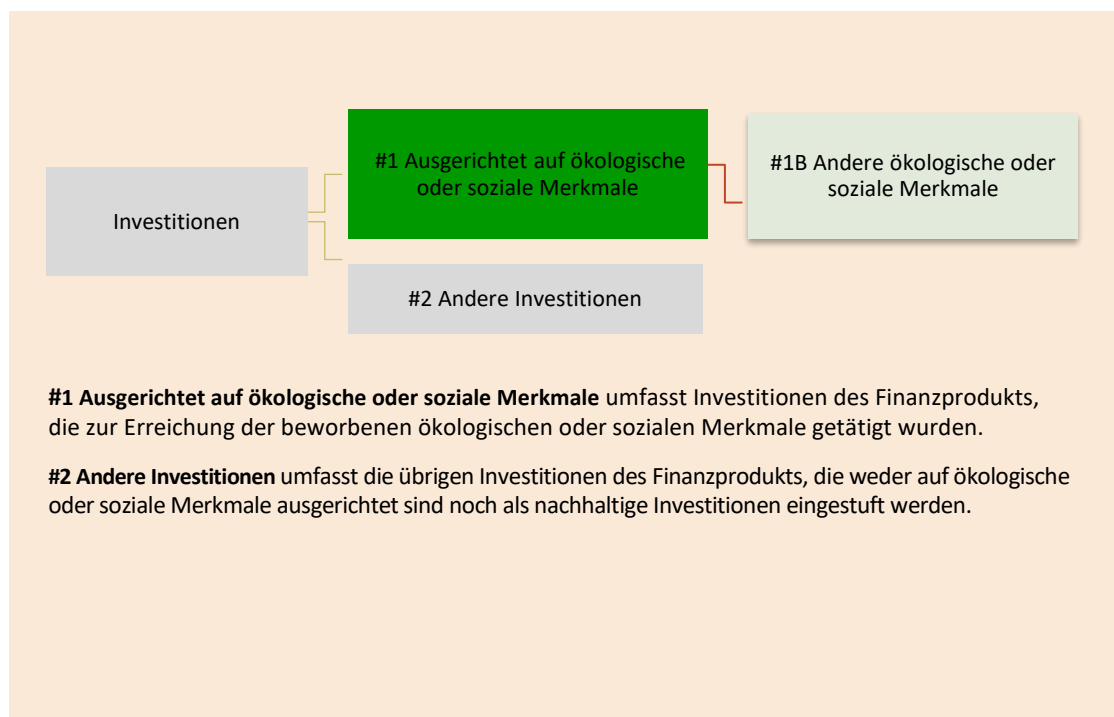 #1 Ausgerichtet auf ökologische
oder soziale Merkmale
#1B Andere ökologische oder
soziale Merkmale
Investitionen
#2 Andere Investitionen
#1 Ausgerichtet auf ökologische oder soziale Merkmale umfasst Investitionen des Finanzprodukts,
die zur Erreichung der beworbenen ökologischen oder sozialen Merkmale getätigt wurden.
#2 Andere Investitionen umfasst die übrigen Investitionen des Finanzprodukts, die weder auf ökologische
oder soziale Merkmale ausgerichtet sind noch als nachhaltige Investitionen eingestuft werden.